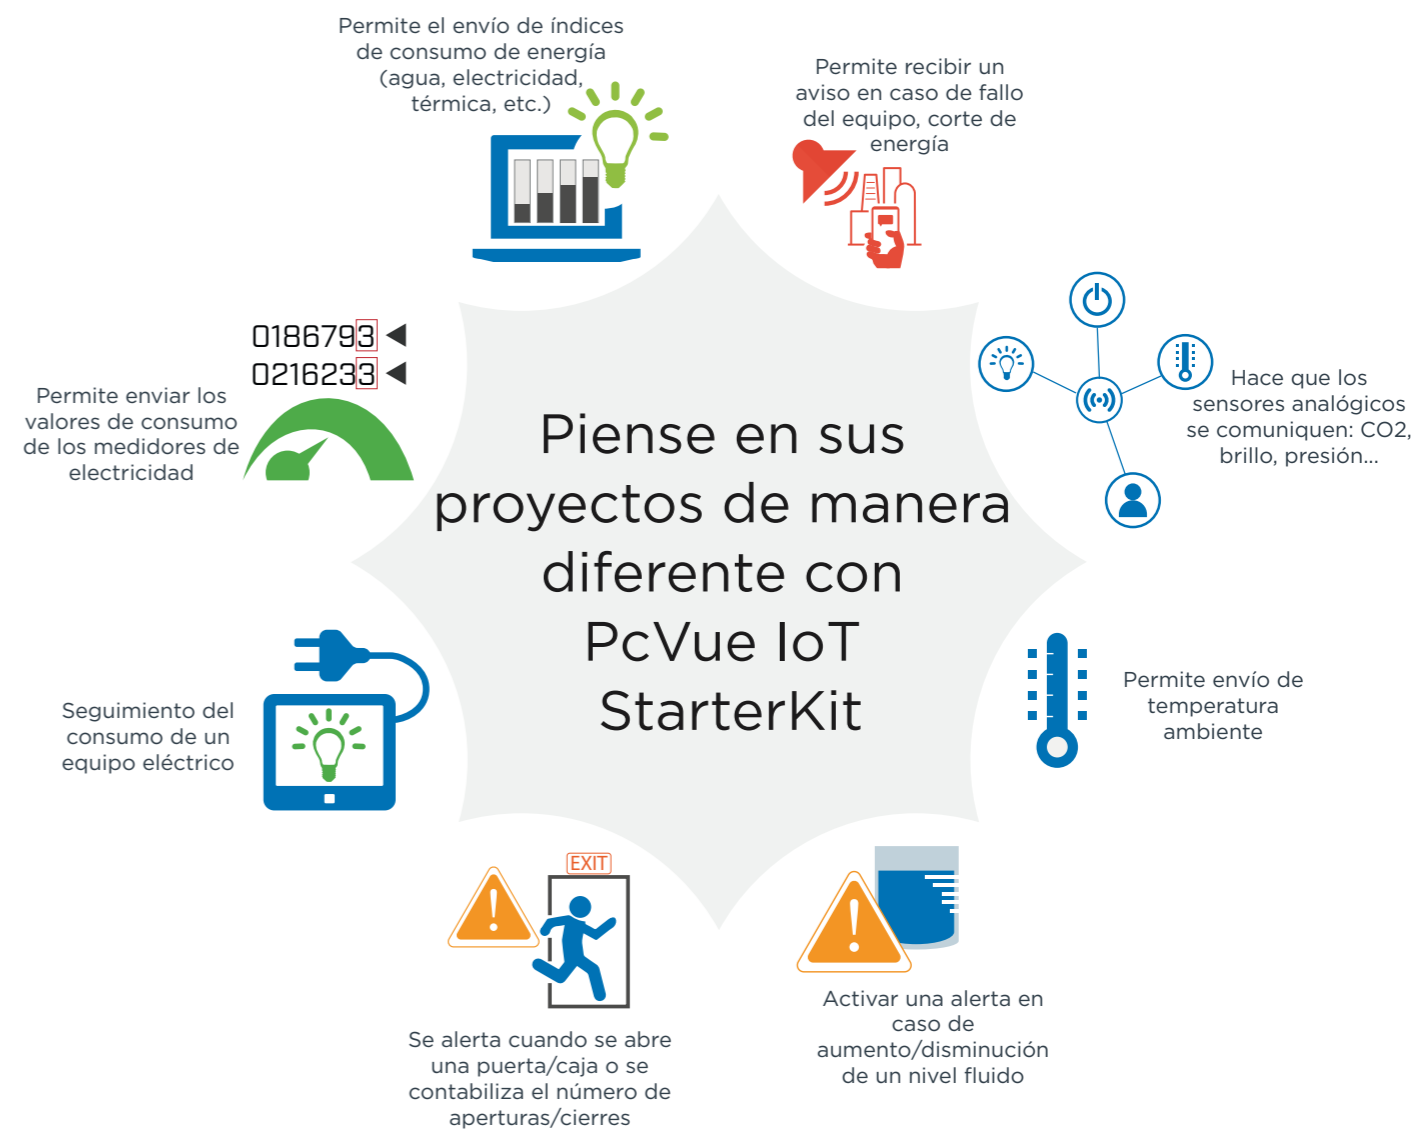 Permite el envío de índices
de consumo de energía
(agua, electricidad,
térmica, etc.)
Permite recibir un
aviso en caso de fallo
del equipo, corte de
energía
0186793
0216233
Permite enviar los
valores de consumo
de los medidores de
electricidad
Hace que los
sensores analógicos
se comuniquen: CO2,
brillo, presión...
Piense en sus
proyectos de manera
diferente con
PcVue IoT
StarterKit
Seguimiento del
consumo de un
equipo eléctrico
Permite envío de
temperatura
ambiente
EXIT
Se alerta cuando se abre
una puerta/caja o se
contabiliza el número de
aperturas/cierres
Activar una alerta en
caso de
aumento/disminución
de un nivel fluido